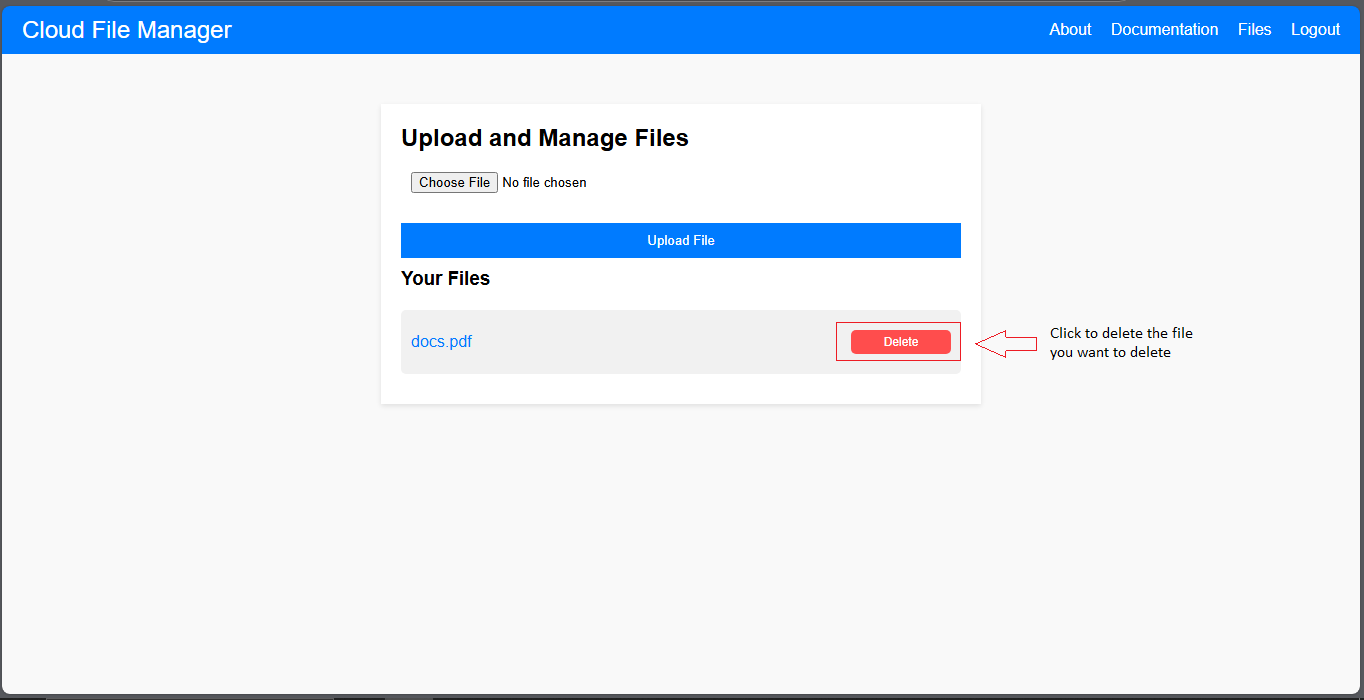 Cloud File Manager
About Documentation Files Logout
Upload and Manage Files
Choose File No file chosen
Upload File
Your Files
docs.pdf
Delete
Click to delete the file
you want to delete